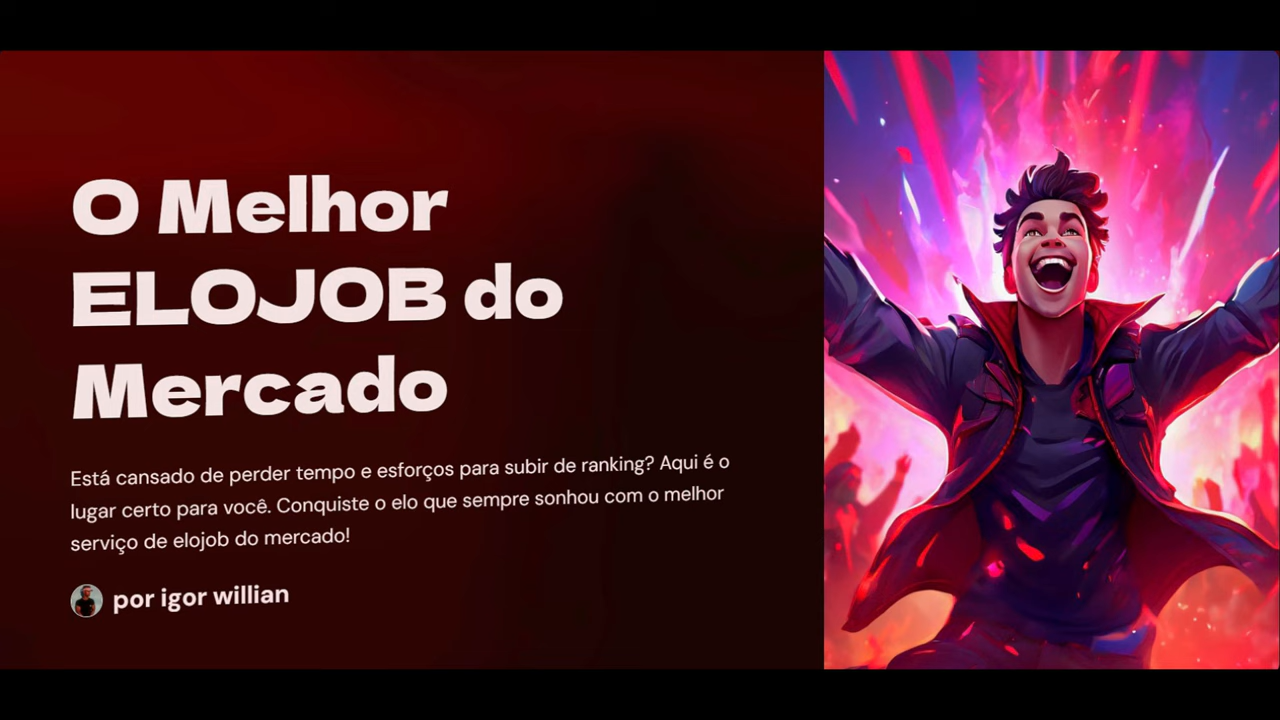 O Melhor
ELOJOB do
Mercado
Está cansado de perder tempo e esforços para subir de ranking? Aqui é o
lugar certo para você. Conquiste o elo que sempre sonhou com o melhor
serviço de elojob do mercado!
por igor willian